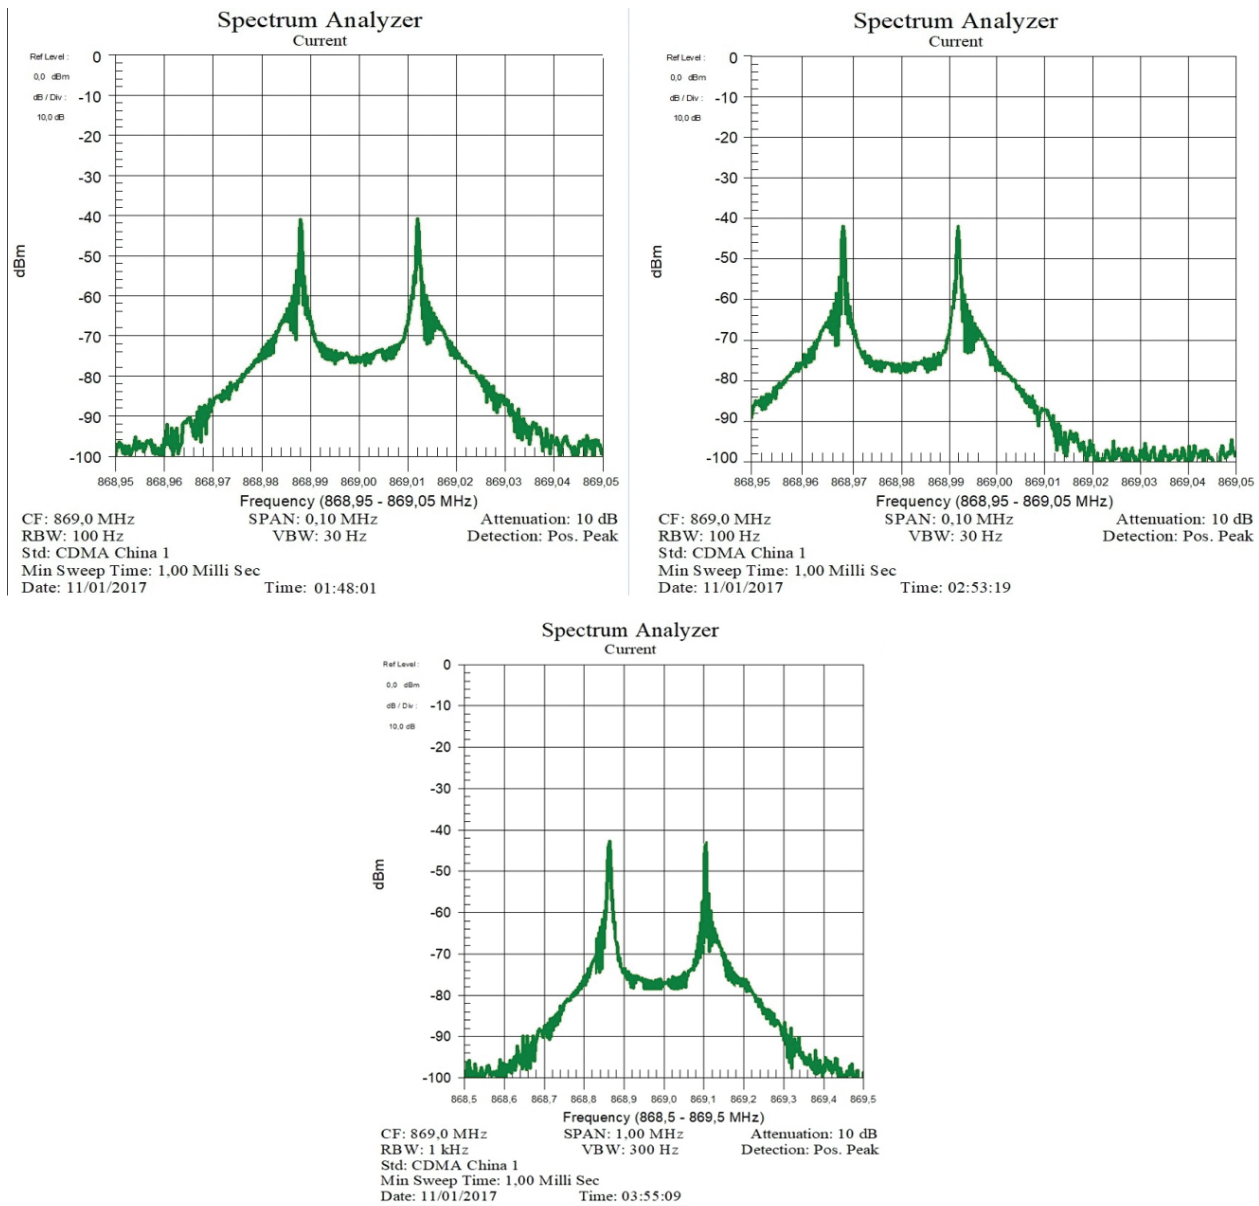 Spectrum Analyzer
Current
Ref Level :
0,0 dBm
dB / Div :
10,0 dB
0
-10
-20
-30
-40
-50
-60
-70
-80
-90
-100
dBm
868,95 868,96 868,97 868,98 868,99 869,00 869,01 869,02 869,03 869,04 869,05
Frequency (868,95 - 869,05 MHz)
CF: 869,0 MHz SPAN: 0,10 MHz Attenuation: 10 dB
RBW: 100 Hz VBW: 30 Hz Detection: Pos. Peak
Std: CDMA China 1
Min Sweep Time: 1,00 Milli Sec
Date: 11/01/2017 Time: 01:48:01
Spectrum Analyzer
Current
Ref Level :
0,0 dBm
dB / Div :
10,0 dB
0
-10
-20
-30
-40
-50
-60
-70
-80
-90
-100
dBm
868,95 868,96 868,97 868,98 868,99 869,00 869,01 869,02 869,03 869,04 869,05
Frequency (868,95 - 869,05 MHz)
CF: 869,0 MHz SPAN: 0,10 MHz Attenuation: 10 dB
RBW: 100 Hz VBW: 30 Hz Detection: Pos. Peak
Std: CDMA China 1
Min Sweep Time: 1,00 Milli Sec
Date: 11/01/2017 Time: 02:53:19
Spectrum Analyzer
Current
Ref Level :
0,0 dBm
dB / Div :
10,0 dB
0
-10
-20
-30
-40
-50
-60
-70
-80
-90
-100
dBm
868,5 868,6 868,7 868,8 868,9 869,0 869,1 869,2 869,3 869,4 869,5
Frequency (868,5 - 869,5 MHz)
CF: 869,0 MHz SPAN: 1,00 MHz Attenuation: 10 dB
RBW: 1 kHz VBW: 300 Hz Detection: Pos. Peak
Std: CDMA China 1
Min Sweep Time: 1,00 Milli Sec
Date: 11/01/2017 Time: 03:55:09